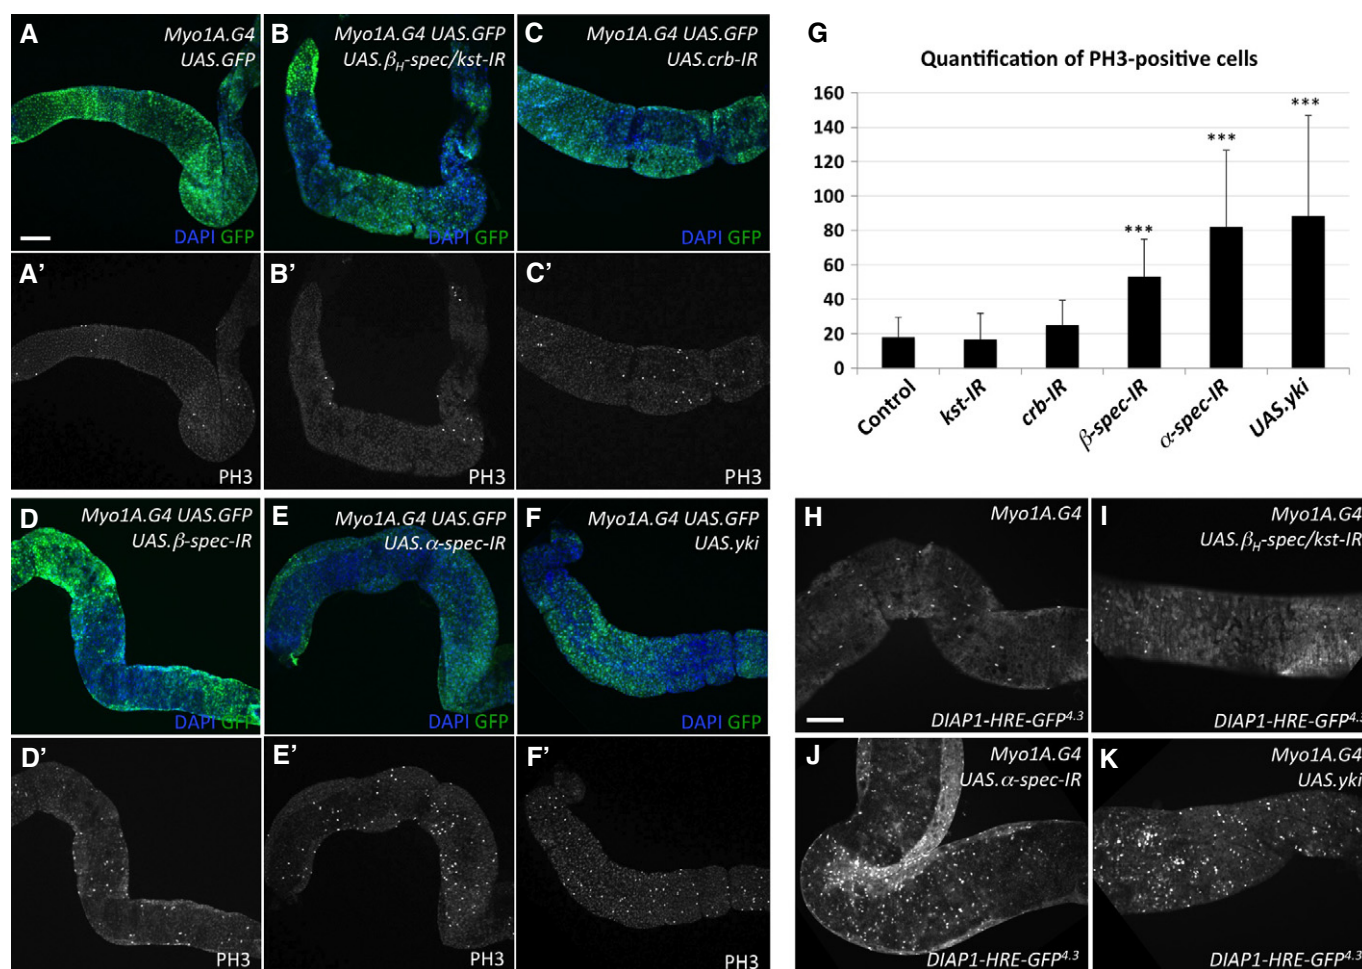 A
Myo1A.G4
UAS.GFP
DAPI GFP
B
Myo1A.G4 UAS.GFP
UAS.βH-spec/kst-IR
DAPI GFP
C
Myo1A.G4 UAS.GFP
UAS.crb-IR
DAPI GFP
A’
PH3
B’
PH3
C’
PH3
D
Myo1A.G4 UAS.GFP
UAS.β-spec-IR
DAPI GFP
E
Myo1A.G4 UAS.GFP
UAS.α-spec-IR
DAPI GFP
F
Myo1A.G4 UAS.GFP
UAS.yki
DAPI GFP
D’
PH3
E’
PH3
F’
PH3
G
Quantification of PH3-positive cells
160
140
120
100
80
60
40
20
0
***
***
***
Control
kst-IR
crb-IR
β-spec-IR
α-spec-IR
UAS.yki
H
Myo1A.G4
DIAP1-HRE-GFP4.3
I
Myo1A.G4
UAS.βH-spec/kst-IR
DIAP1-HRE-GFP4.3
J
Myo1A.G4
UAS.α-spec-IR
DIAP1-HRE-GFP4.3
K
Myo1A.G4
UAS.yki
DIAP1-HRE-GFP4.3